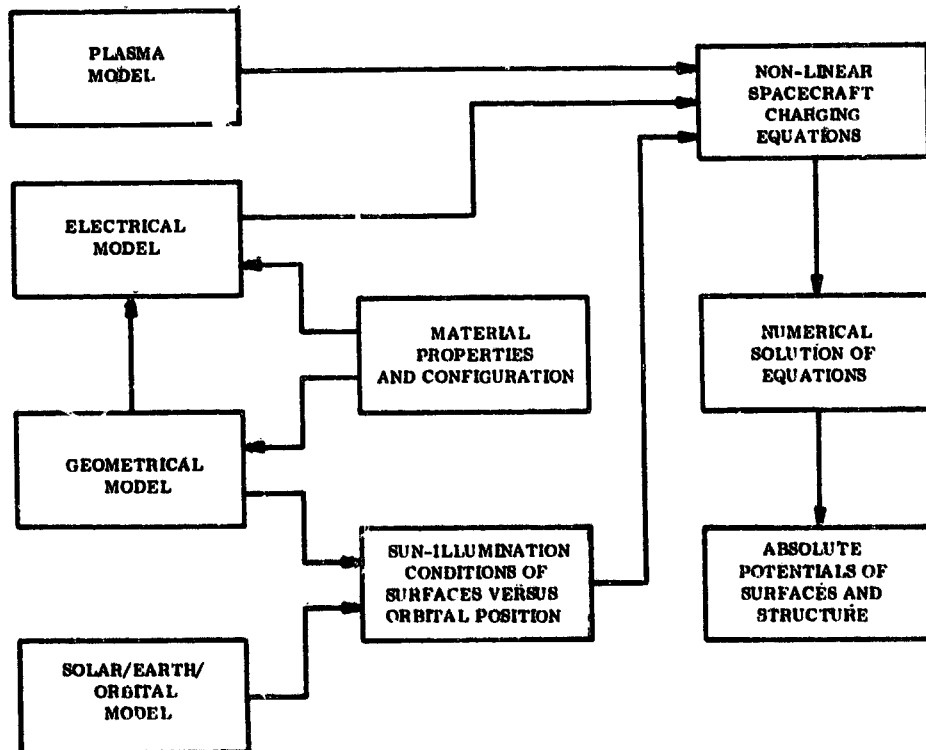 PLASMA
MODEL
NON-LINEAR
SPACECRAFT
CHARGING
EQUATIONS
ELECTRICAL
MODEL
MATERIAL
PROPERTIES
AND CONFIGURATION
NUMERICAL
SOLUTION OF
EQUATIONS
GEOMETRICAL
MODEL
SUN-ILLUMINATION
CONDITIONS OF
SURFACES VERSUS
ORBITAL POSITION
ABSOLUTE
POTENTIALS OF
SURFACES AND
STRUCTURE
SOLAR/EARTH/
ORBITAL
MODEL